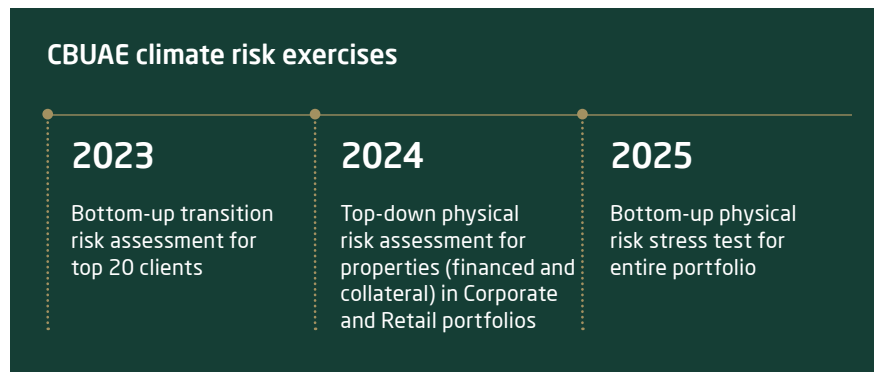 CBUAE climate risk exercises
2023
Bottom-up transition
risk assessment for
top 20 clients
2024
Top-down physical
risk assessment for
properties (financed and
collateral) in Corporate
and Retail portfolios
2025
Bottom-up physical
risk stress test for
entire portfolio